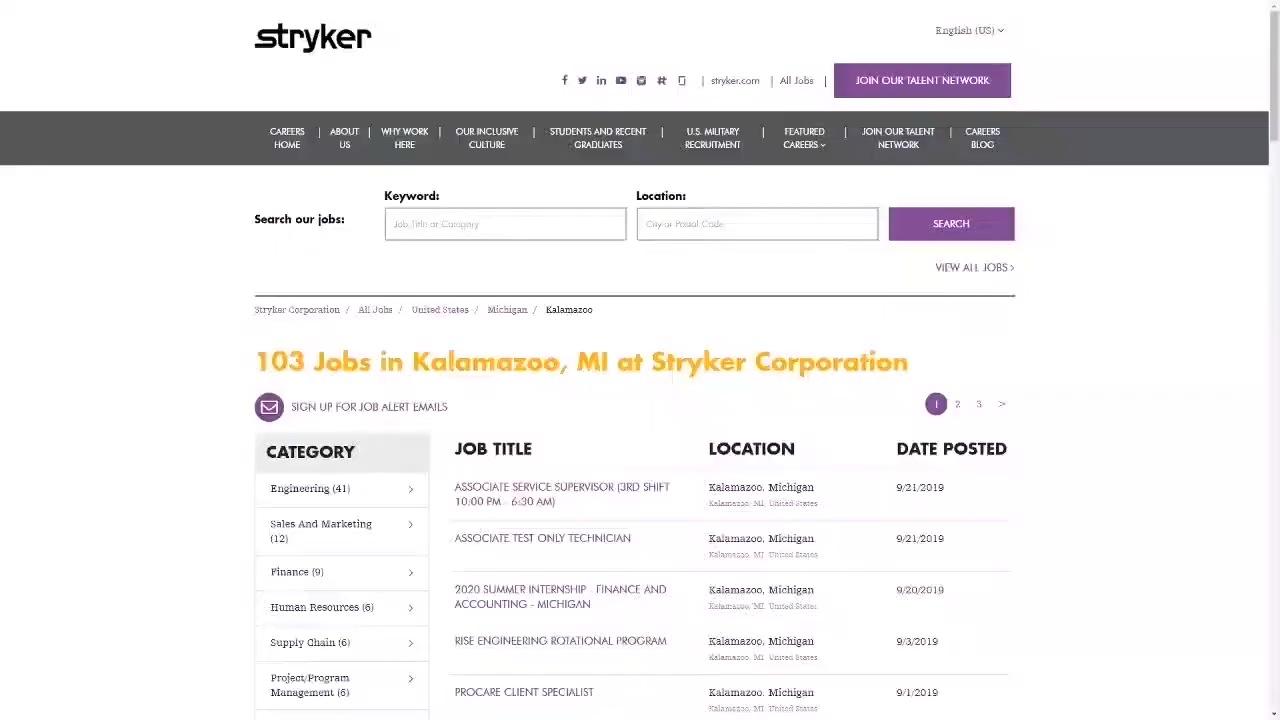 stryker
English (US)
stryker.com | All Jobs | JOIN OUR TALENT NETWORK
CAREERS HOME | ABOUT US | WHY WORK HERE | OUR INCLUSIVE CULTURE | STUDENTS AND RECENT GRADUATES | U.S. MILITARY RECRUITMENT | FEATURED CAREERS | JOIN OUR TALENT NETWORK | CAREERS BLOG
Keyword: Location:
Search our jobs: Job Title or Category City or Postal Code SEARCH
VIEW ALL JOBS >
Stryker Corporation / All Jobs / United States / Michigan / Kalamazoo
103 Jobs in Kalamazoo, MI at Stryker Corporation
SIGN UP FOR JOB ALERT EMAILS
1 2 3 >
CATEGORY
Engineering (41)
Sales And Marketing
(12)
Finance (9)
Human Resources (6)
Supply Chain (6)
Project/Program
Management (6)
JOB TITLE LOCATION DATE POSTED
ASSOCIATE SERVICE SUPERVISOR (3RD SHIFT Kalamazoo, Michigan 9/21/2019
10:00 PM - 6:30 AM) Kalamazoo, MI, United States
ASSOCIATE TEST ONLY TECHNICIAN Kalamazoo, Michigan 9/21/2019
Kalamazoo, MI, United States
2020 SUMMER INTERNSHIP - FINANCE AND Kalamazoo, Michigan 9/20/2019
ACCOUNTING - MICHIGAN Kalamazoo, MI, United States
RISE ENGINEERING ROTATIONAL PROGRAM Kalamazoo, Michigan 9/3/2019
Kalamazoo, MI, United States
PROCARE CLIENT SPECIALIST Kalamazoo, Michigan 9/1/2019
Kalamazoo, MI, United States